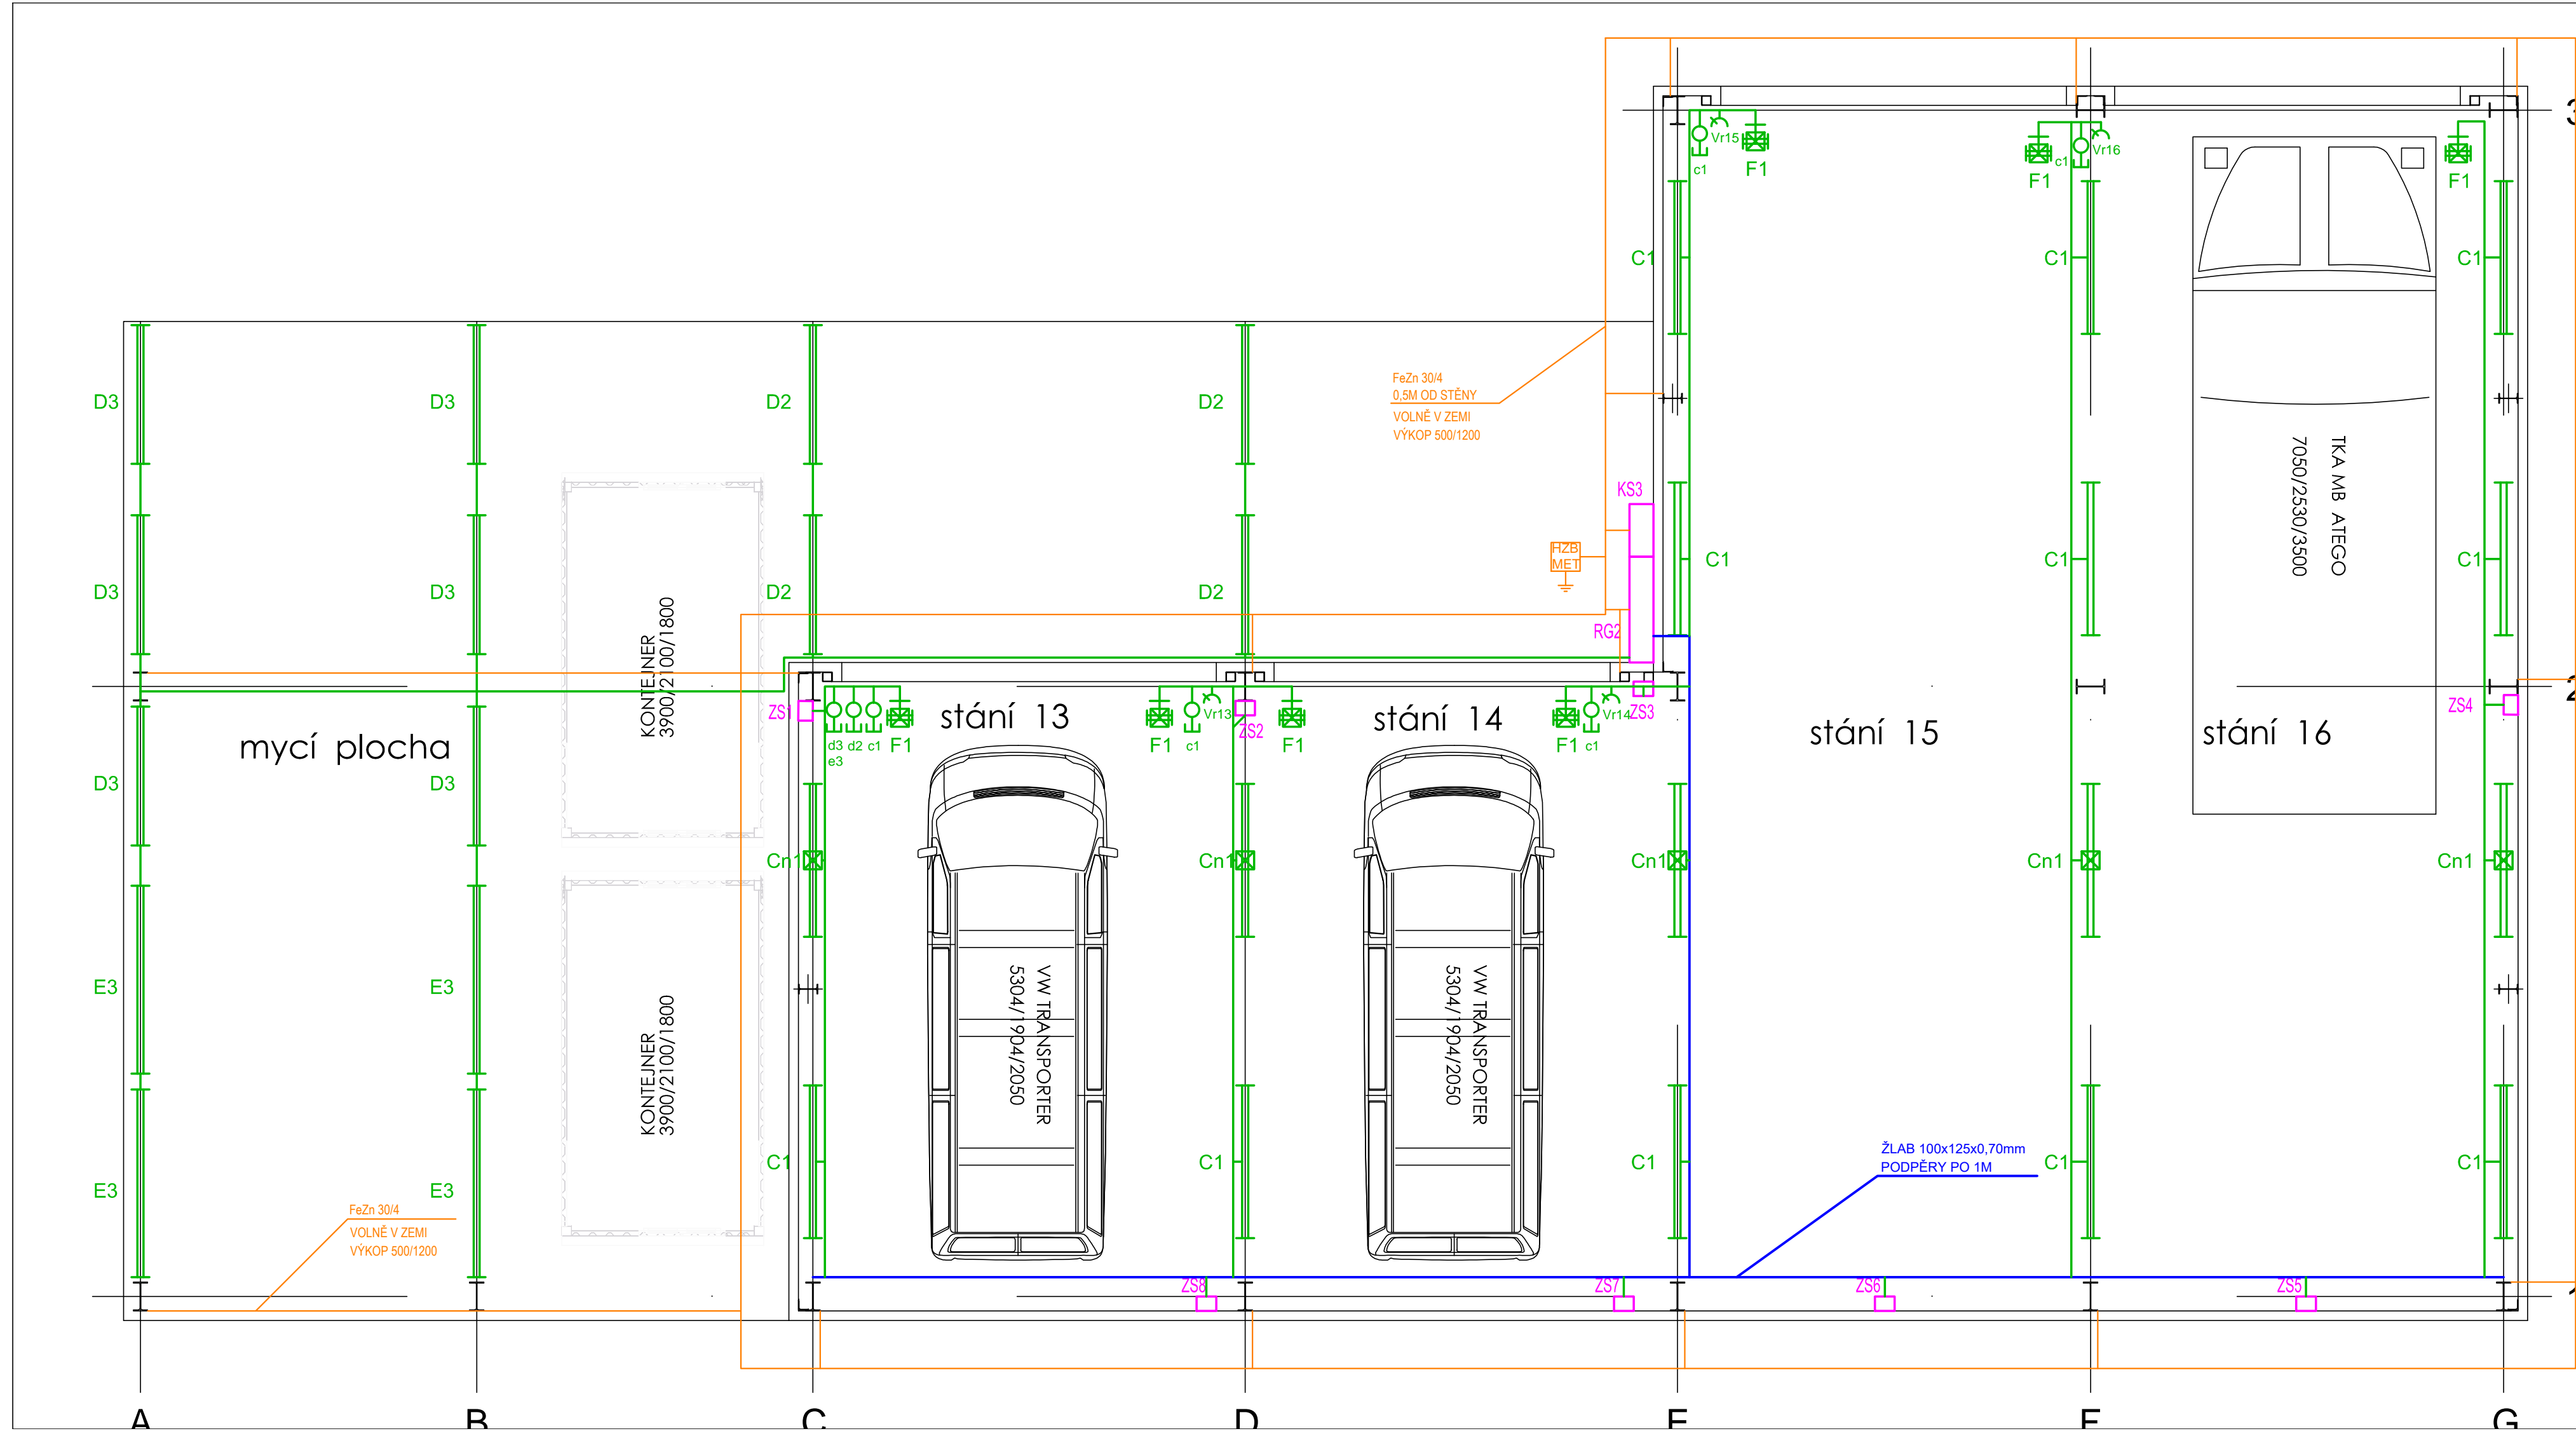 3
Vr15
c1
F1
F1
c1
Vr16
F1
C1
C1
C1
FeZn 30/4
0,5M OD STĚNY
VOLNĚ V ZEMI
VÝKOP 500/1200
D3
D3
D2
D2
TKA MB ATEGO
7050/2530/3500
KS3
HZB
MET
C1
C1
C1
D3
D3
D2
D2
RG2
KONTEJNER
3900/2100/1800
2
ZS1
d3
d2
c1
F1
e3
stání 13
F1
c1
Vr13
ZS2
F1
stání 14
F1
c1
Vr14
ZS3
stání 15
stání 16
ZS4
mycí plocha
D3
D3
Cn1
Cn1
Cn1
Cn1
Cn1
E3
E3
KONTEJNER
3900/2100/1800
VW TRANSPORTER
5304/1904/2050
VW TRANSPORTER
5304/1904/2050
ŽLAB 100x125x0,70mm
PODPĚRY PO 1M
C1
C1
C1
C1
C1
E3
E3
FeZn 30/4
VOLNĚ V ZEMI
VÝKOP 500/1200
ZS8
ZS7
ZS6
ZS5
1
A
B
C
D
E
F
G